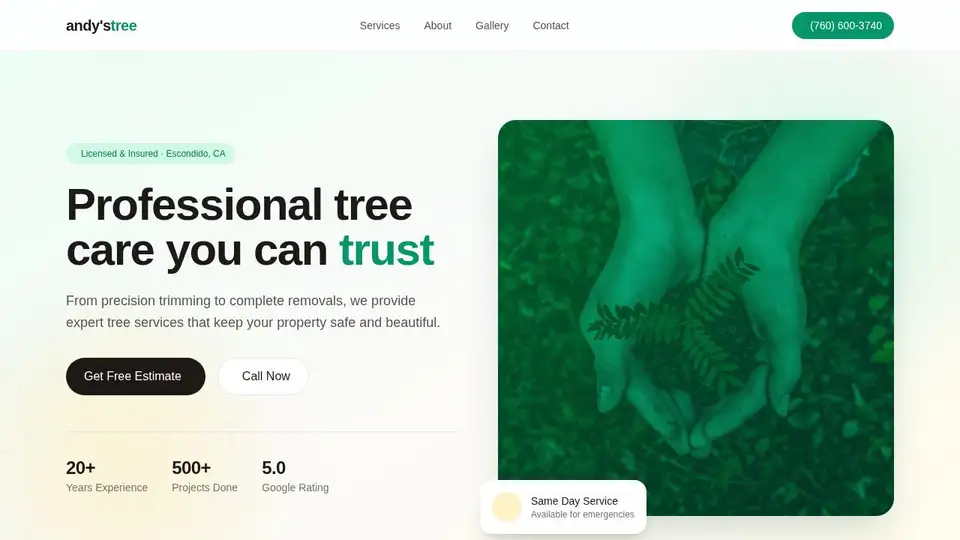 andy'stree
Services
About
Gallery
Contact
(760) 600-3740
Licensed & Insured · Escondido, CA
Professional tree
care you can trust
From precision trimming to complete removals, we provide
expert tree services that keep your property safe and beautiful.
Get Free Estimate
Call Now
20+
Years Experience
500+
Projects Done
5.0
Google Rating
Same Day Service
Available for emergencies